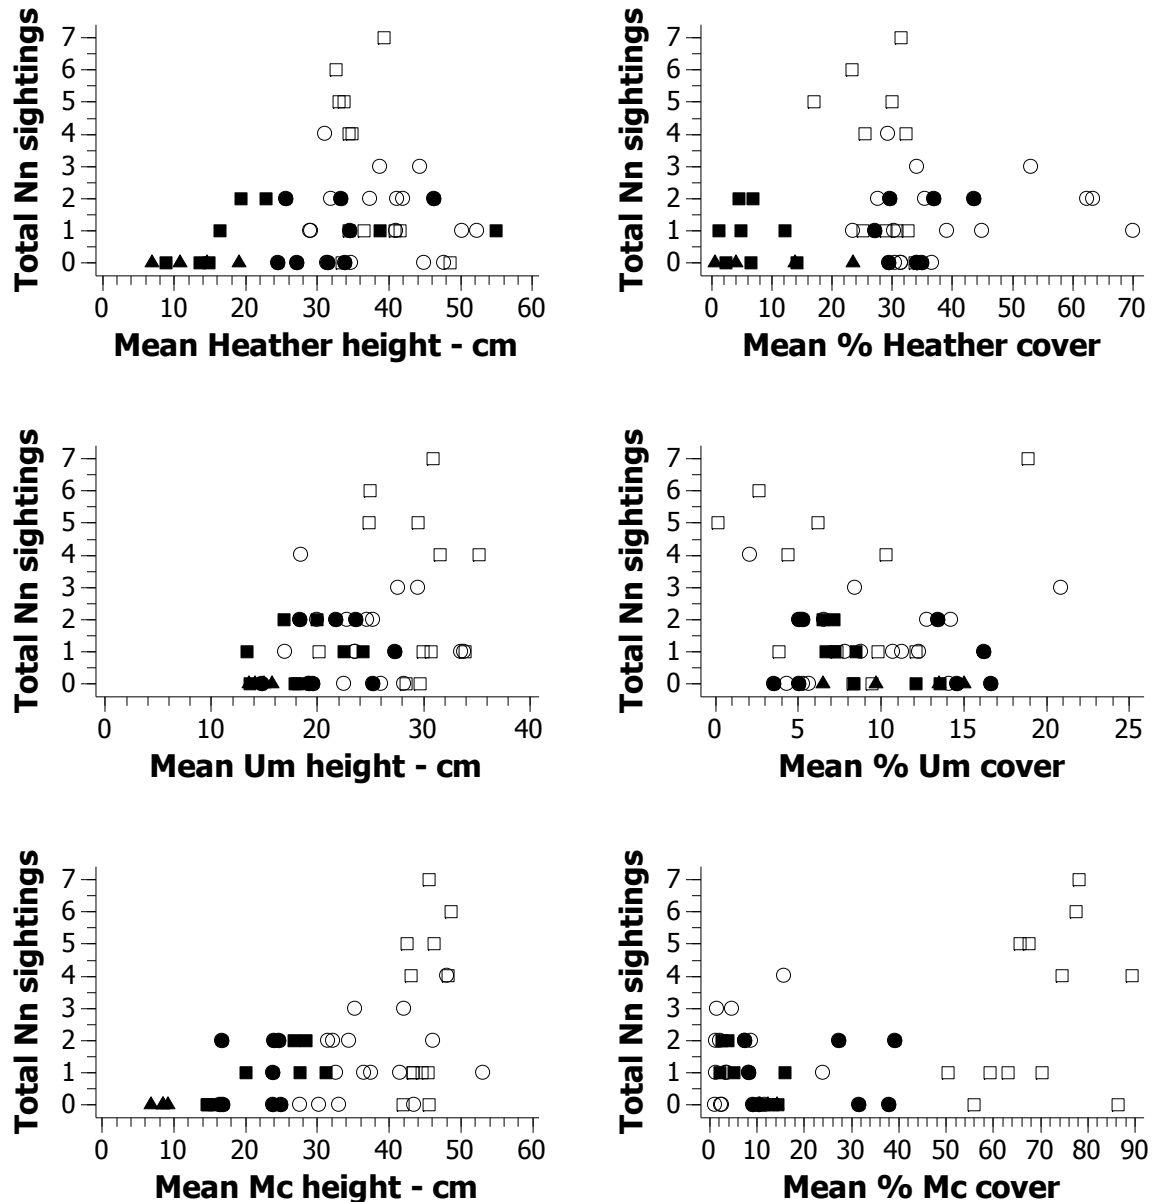 Total Nn sightings
7
6
5
4
3
2
1
0
0 10 20 30 40 50 60
Mean Heather height - cm
Total Nn sightings
7
6
5
4
3
2
1
0
0 10 20 30 40 50 60 70
Mean % Heather cover
Total Nn sightings
7
6
5
4
3
2
1
0
0 10 20 30 40
Mean Um height - cm
Total Nn sightings
7
6
5
4
3
2
1
0
0 5 10 15 20 25
Mean % Um cover
Total Nn sightings
7
6
5
4
3
2
1
0
0 10 20 30 40 50 60
Mean Mc height - cm
Total Nn sightings
7
6
5
4
3
2
1
0
0 10 20 30 40 50 60 70 80 90
Mean % Mc cover